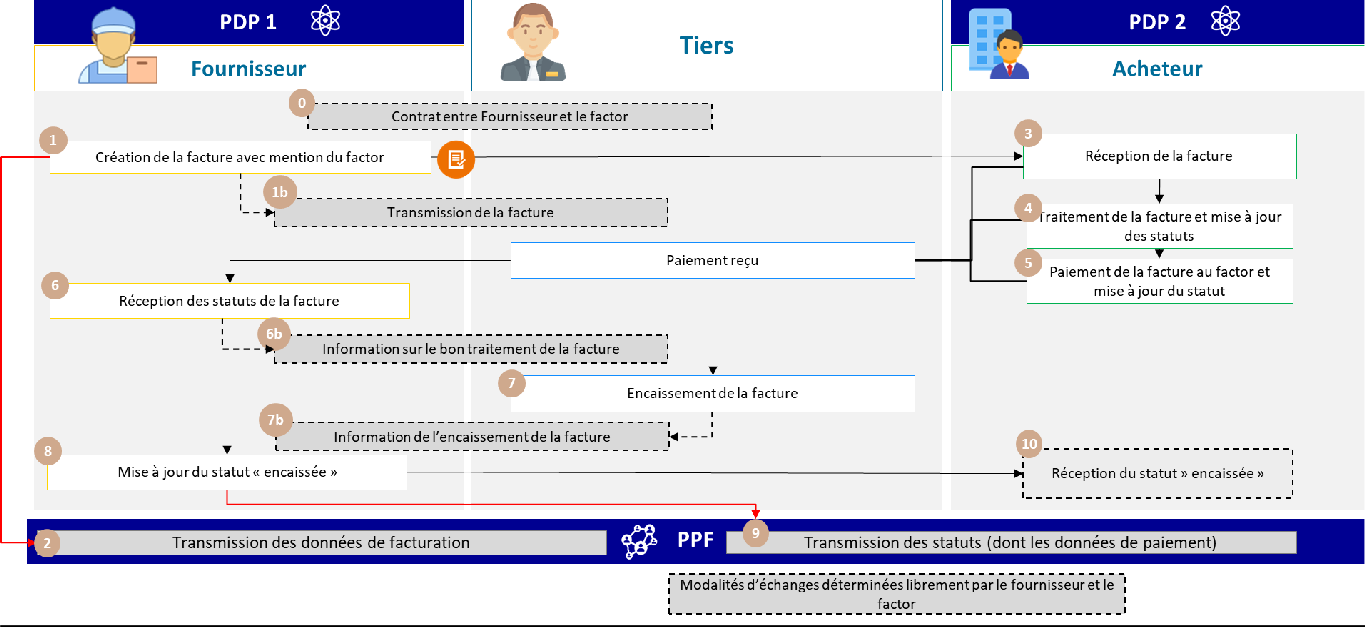 PDP 1
Fournisseur
Tiers
PDP 2
Acheteur
0
Contrat entre Fournisseur et le factor
1
Création de la facture avec mention du factor
3
Réception de la facture
1b
Transmission de la facture
4
Traitement de la facture et mise à jour
des statuts
Paiement reçu
5
Paiement de la facture au factor et
mise à jour du statut
6
Réception des statuts de la facture
6b
Information sur le bon traitement de la facture
7
Encaissement de la facture
7b
Information de l'encaissement de la facture
8
Mise à jour du statut « encaissée »
10
Réception du statut » encaissée »
2
Transmission des données de facturation
PPF
9
Transmission des statuts (dont les données de paiement)
Modalités d'échanges déterminées librement par le fournisseur et le
factor